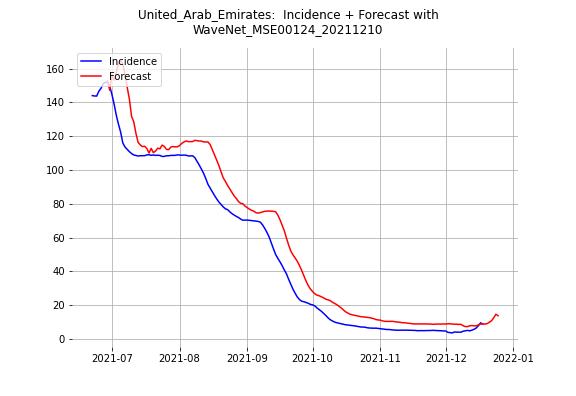 United_Arab_Emirates:  Incidence + Forecast with
WaveNet_MSE00124_20211210
Incidence
Forecast
160
140
120
100
80
60
40
20
0
2021-07 2021-08 2021-09 2021-10 2021-11 2021-12 2022-01